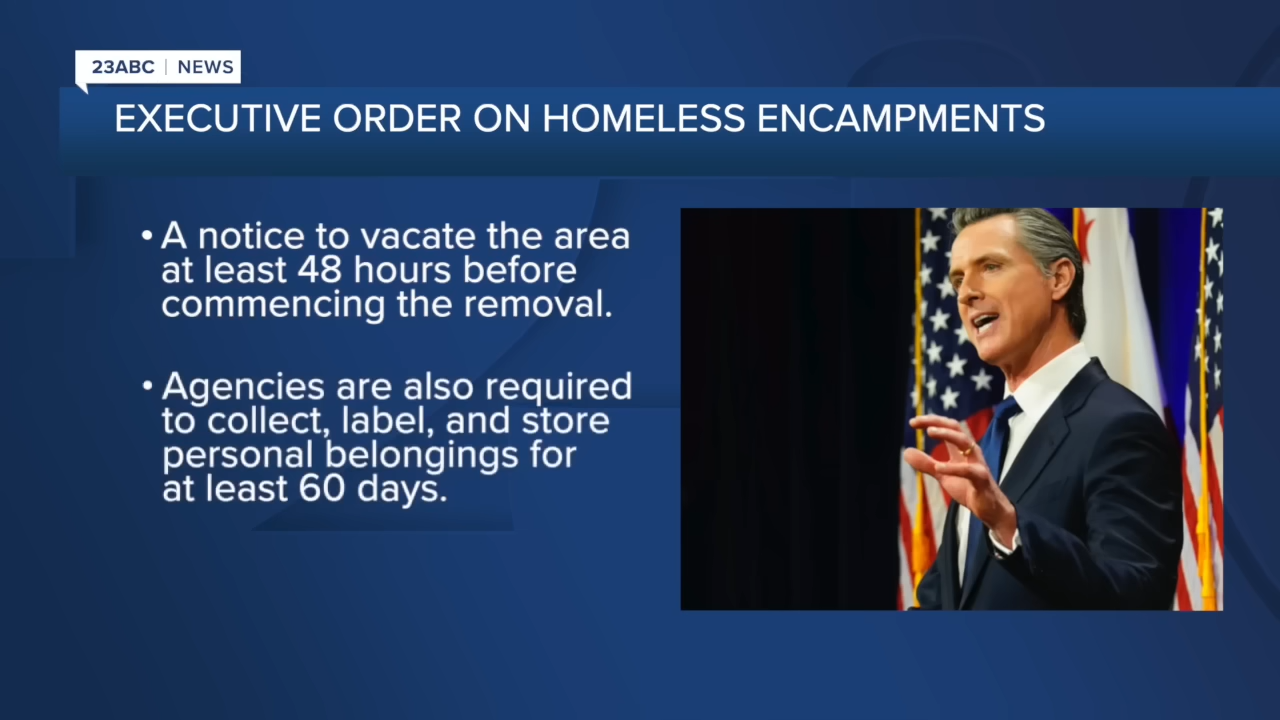 23ABC | NEWS
EXECUTIVE ORDER ON HOMELESS ENCAMPMENTS
• A notice to vacate the area
at least 48 hours before
commencing the removal.
• Agencies are also required
to collect, label, and store
personal belongings for
at least 60 days.